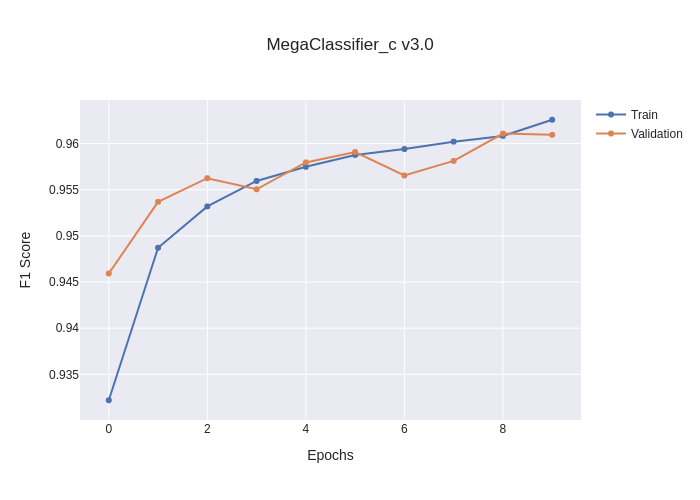 MegaClassifier_c v3.0
Train
Validation
0.96
0.955
0.95
0.945
0.94
0.935
F1 Score
0
2
4
6
8
Epochs